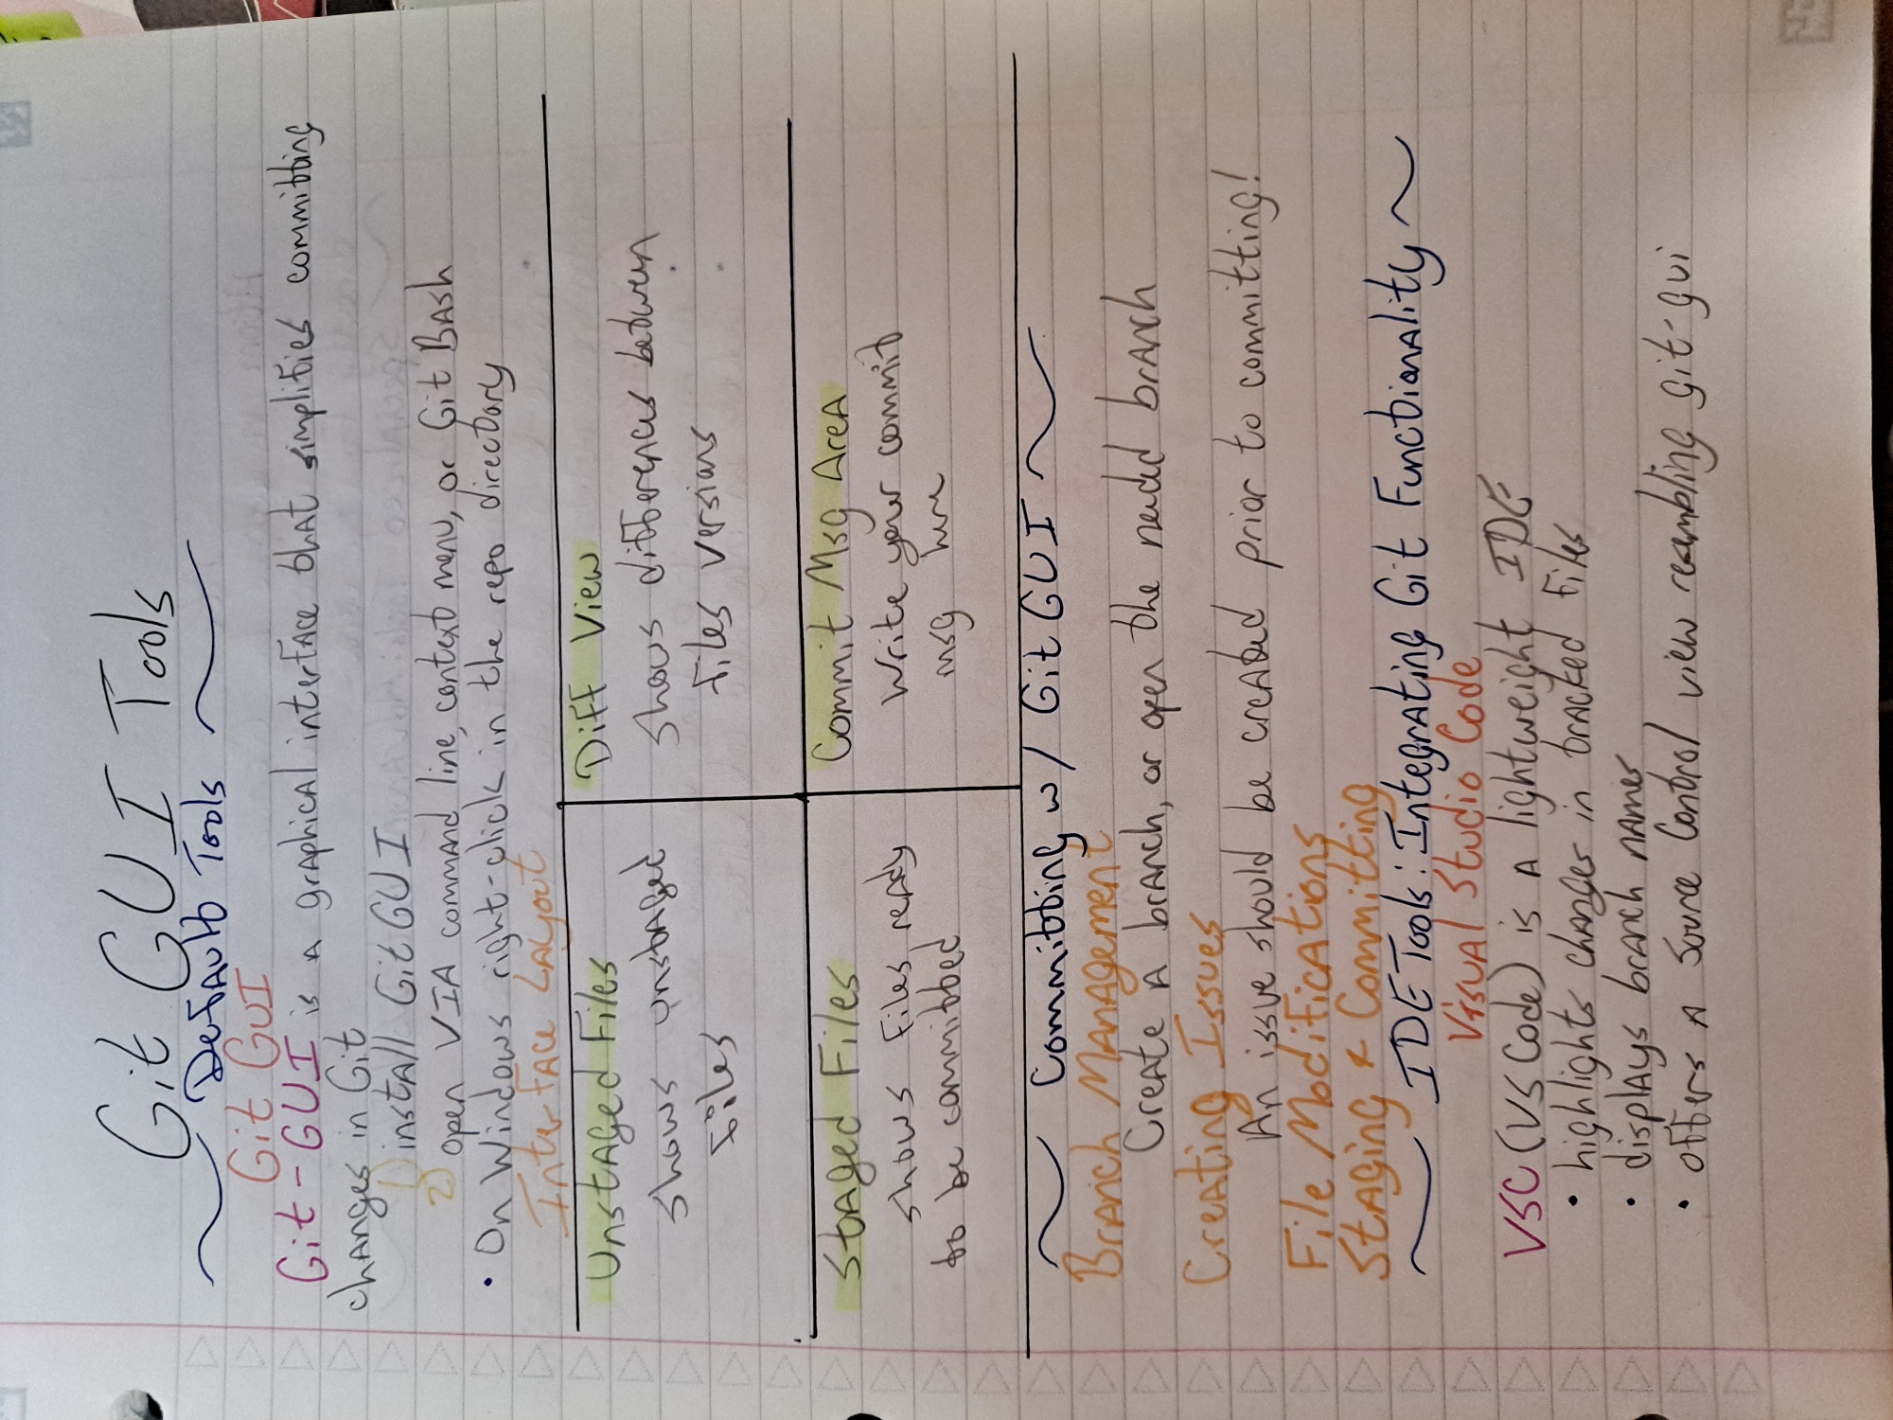 Git GUI Tools
~ Default Tools ~
Git GUI
Git-GUI is a graphical interface that simplifies committing
changes in Git
1) install Git GUI
2) open VIA command line, context menu, or Git Bash
• On Windows right-click in the repo directory
Interface Layout
Unstaged Files
shows unstaged
files
Diff View
shows differences between
files versions
Staged Files
shows files ready
to be committed
Commit Msg Area
Write your commit
msg here
~ Committing w/ Git GUI ~
Branch Management
Create a branch, or open the needed branch
Creating Issues
An issue should be created prior to committing!
File Modifications
Staging & Committing
~ IDE Tools: Integrating Git Functionality ~
Visual Studio Code
VSC (VS Code) is a lightweight IDE
• highlights changes in tracked files
• displays branch names
• offers a Source Control view resembling git-gui